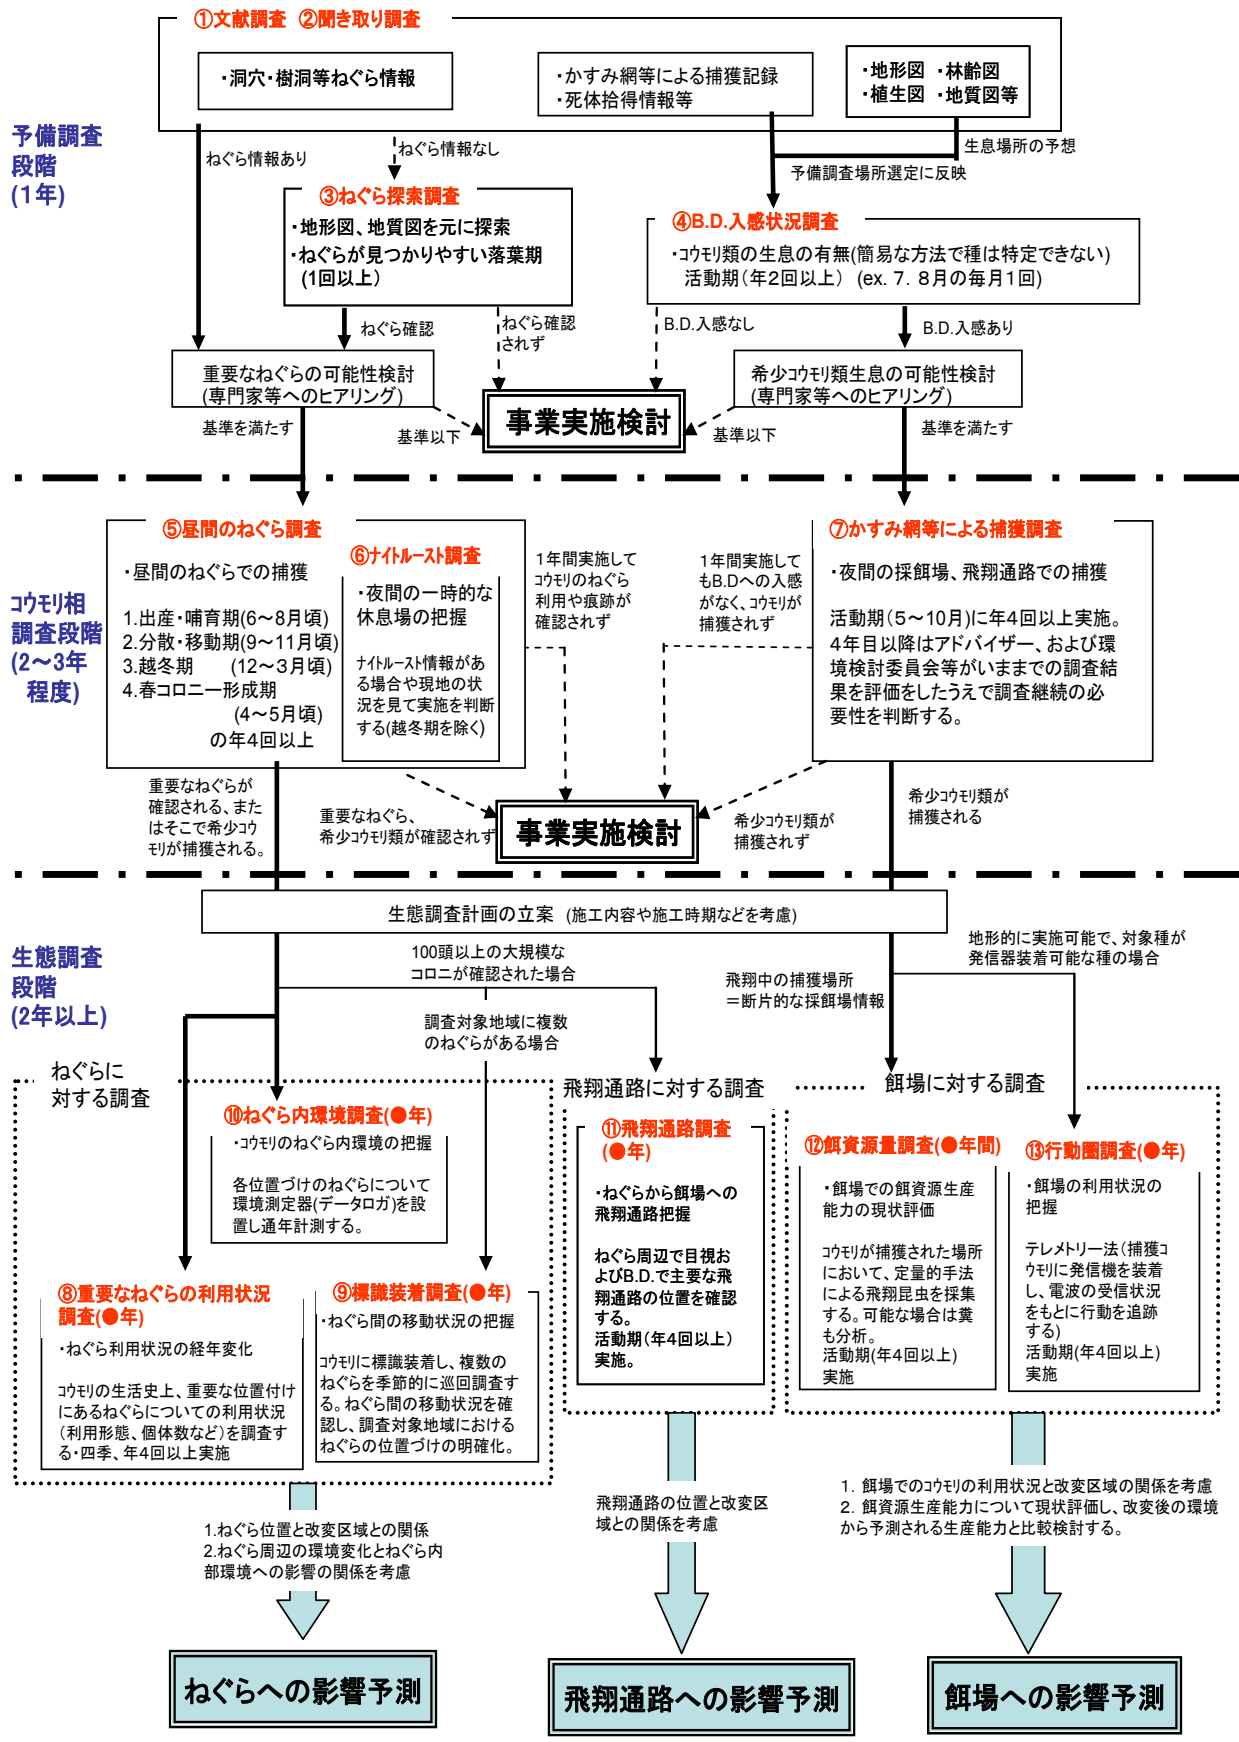 ①文献調査 ②聞き取り調査
・洞穴・樹洞等ねぐら情報
・かすみ網等による捕獲記録
・死体拾得情報等
・地形図 ・林齢図
・植生図 ・地質図等
予備調査
段階
(1年)
ねぐら情報あり
ねぐら情報なし
生息場所の予想
予備調査場所選定に反映
③ねぐら探索調査
・地形図、地質図を元に探索
・ねぐらが見つかりやすい落葉期
(1回以上)
④B.D.入感状況調査
・コウモリ類の生息の有無(簡易な方法で種は特定できない)
活動期(年2回以上) (ex. 7. 8月の毎月1回)
ねぐら確認
ねぐら確認
されず
B.D.入感なし
B.D.入感あり
重要なねぐらの可能性検討
(専門家等へのヒアリング)
事業実施検討
希少コウモリ類生息の可能性検討
(専門家等へのヒアリング)
基準を満たす
基準以下
基準以下
基準を満たす
コウモリ相
調査段階
(2～3年
程度)
⑤昼間のねぐら調査
・昼間のねぐらでの捕獲
1.出産・哺育期(6～8月頃)
2.分散・移動期(9～11月頃)
3.越冬期 (12～3月頃)
4.春コロニー形成期
(4～5月頃)
の年4回以上
⑥ナイトルースト調査
・夜間の一時的な
休息場の把握
ナイトルースト情報があ
る場合や現地の状
況を見て実施を判断
する(越冬期を除く)
1年間実施して
コウモリのねぐら
利用や痕跡が
確認されず
1年間実施して
もB.Dへの入感
がなく、コウモリが
捕獲されず
⑦かすみ網等による捕獲調査
・夜間の採餌場、飛翔通路での捕獲
活動期(5～10月)に年4回以上実施。
4年目以降はアドバイザー、および環
境検討委員会等がいままでの調査結
果を評価をしたうえで調査継続の必
要性を判断する。
重要なねぐらが
確認される、また
はそこで希少コウ
モリが捕獲される。
重要なねぐら、
希少コウモリ類が確認されず
事業実施検討
希少コウモリ類が
捕獲されず
希少コウモリ類が
捕獲される
生態調査計画の立案 (施工内容や施工時期などを考慮)
生態調査
段階
(2年以上)
100頭以上の大規模な
コロニが確認された場合
調査対象地域に複数
のねぐらがある場合
飛翔中の捕獲場所
＝断片的な採餌場情報
地形的に実施可能で、対象種が
発信器装着可能な種の場合
ねぐらに
対する調査
飛翔通路に対する調査
餌場に対する調査
⑩ねぐら内環境調査(●年)
・コウモリのねぐら内環境の把握
各位置づけのねぐらについて
環境測定器(データロガ)を設
置し通年計測する。
⑧重要なねぐらの利用状況
調査(●年)
・ねぐら利用状況の経年変化
コウモリの生活史上、重要な位置付け
にあるねぐらについての利用状況
(利用形態、個体数など)を調査す
る・四季、年4回以上実施
⑨標識装着調査(●年)
・ねぐら間の移動状況の把握
コウモリに標識装着し、複数の
ねぐらを季節的に巡回調査す
る。ねぐら間の移動状況を確
認し、調査対象地域における
ねぐらの位置づけの明確化。
⑪飛翔通路調査
(●年)
・ねぐらから餌場への
飛翔通路把握
ねぐら周辺で目視お
よびB.D.で主要な飛
翔通路の位置を確認
する。
活動期(年4回以上)
実施。
⑫餌資源量調査(●年間)
・餌場での餌資源生産
能力の現状評価
コウモリが捕獲された場所
において、定量的手法
による飛翔昆虫を採集
する。可能な場合は糞
も分析。
活動期(年4回以上)
実施
⑬行動圏調査(●年)
・餌場の利用状況の
把握
テレメトリー法(捕獲コ
ウモリに発信機を装着
し、電波の受信状況
をもとに行動を追跡
する)
活動期(年4回以上)
実施
1.ねぐら位置と改変区域との関係
2.ねぐら周辺の環境変化とねぐら内
部環境への影響の関係を考慮
飛翔通路の位置と改変区
域との関係を考慮
1. 餌場でのコウモリの利用状況と改変区域の関係を考慮
2. 餌資源生産能力について現状評価し、改変後の環境
から予測される生産能力と比較検討する。
ねぐらへの影響予測
飛翔通路への影響予測
餌場への影響予測